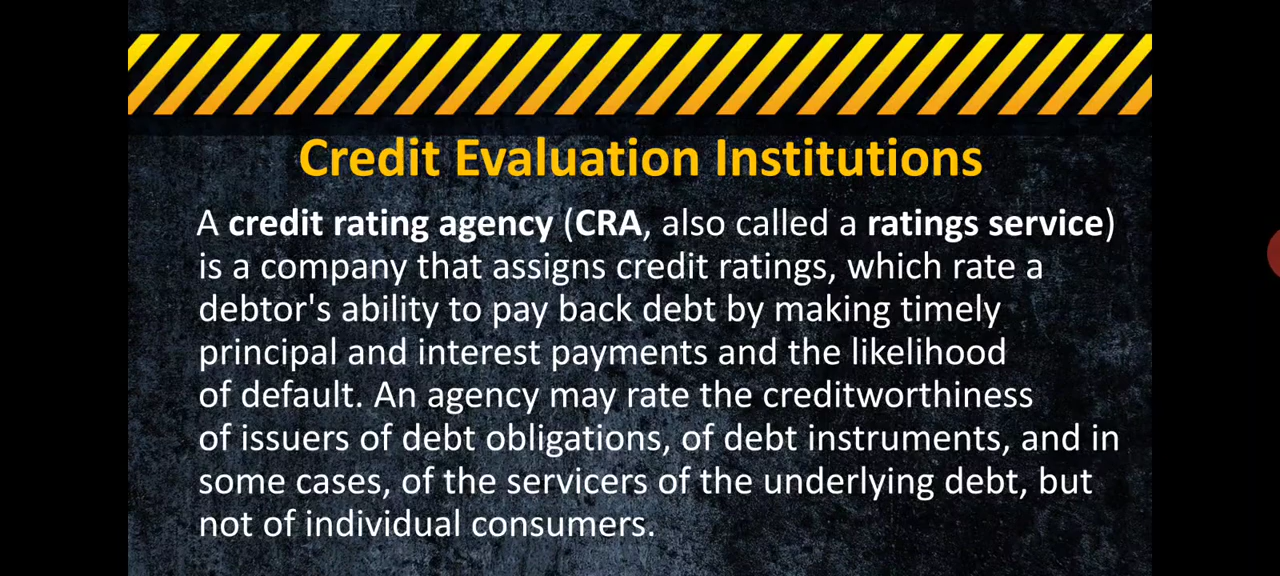 Credit Evaluation Institutions
A credit rating agency (CRA, also called a ratings service)
is a company that assigns credit ratings, which rate a
debtor's ability to pay back debt by making timely
principal and interest payments and the likelihood
of default. An agency may rate the creditworthiness
of issuers of debt obligations, of debt instruments, and in
some cases, of the servicers of the underlying debt, but
not of individual consumers.